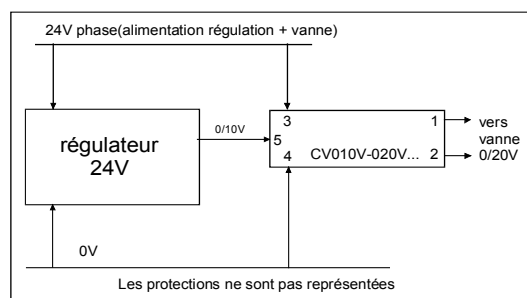 24V phase(alimentation régulation + vanne)
régulateur
24V
0/10V
3
5
4
CV010V-020V...
1
2
vers
vanne
0/20V
0V
Les protections ne sont pas représentées